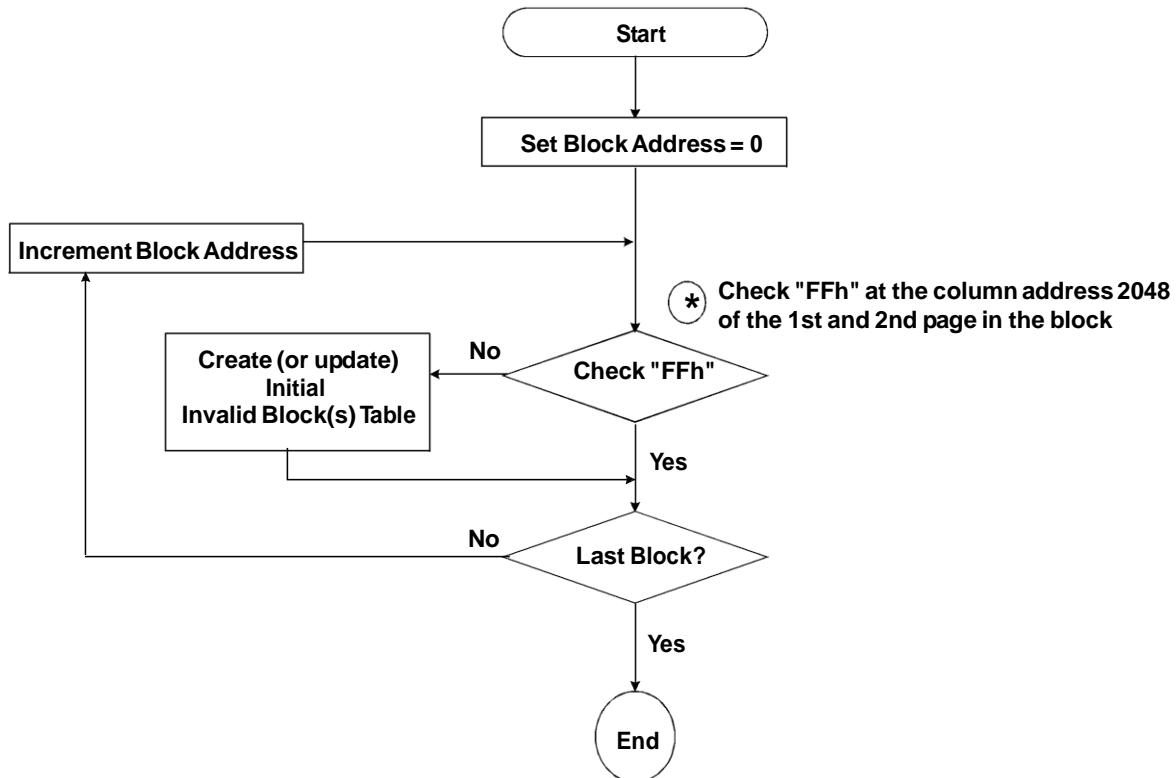 Start
Set Block Address = 0
Increment Block Address
* Check "FFh" at the column address 2048
of the 1st and 2nd page in the block
No
Create (or update)
Initial
Invalid Block(s) Table
Check "FFh"
Yes
No
Last Block?
Yes
End